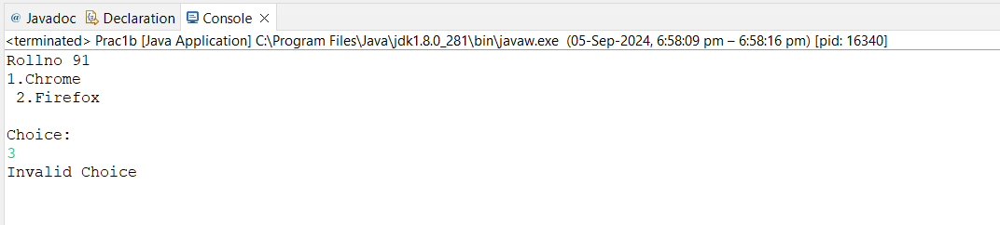 @ Javadoc Declaration Console
<terminated> Prac1b [Java Application] C:\Program Files\Java\jdk1.8.0_281\bin\javaw.exe (05-Sep-2024, 6:58:09 pm – 6:58:16 pm) [pid: 16340]
Rollno 91
1.Chrome
 2.Firefox
Choice:
3
Invalid Choice